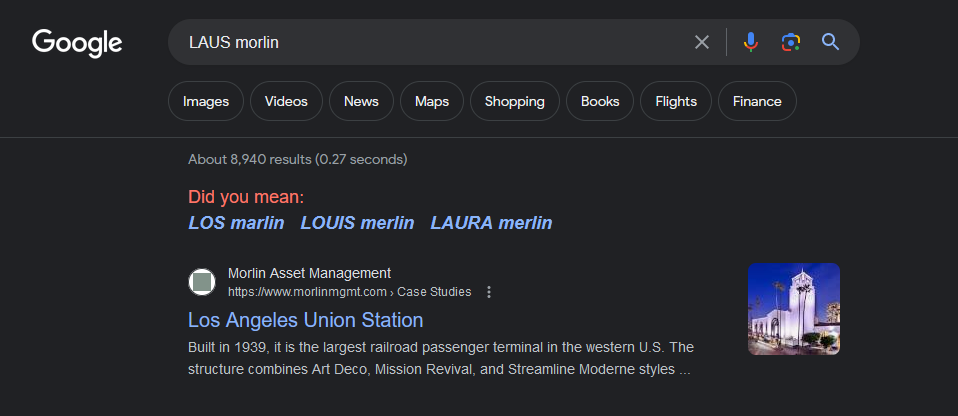 Google
LAUS morlin
Images Videos News Maps Shopping Books Flights Finance
About 8,940 results (0.27 seconds)
Did you mean:
LOS marlin LOUIS merlin LAURA merlin
Morlin Asset Management
https://www.morlinmgmt.com › Case Studies
Los Angeles Union Station
Built in 1939, it is the largest railroad passenger terminal in the western U.S. The
structure combines Art Deco, Mission Revival, and Streamline Moderne styles ...